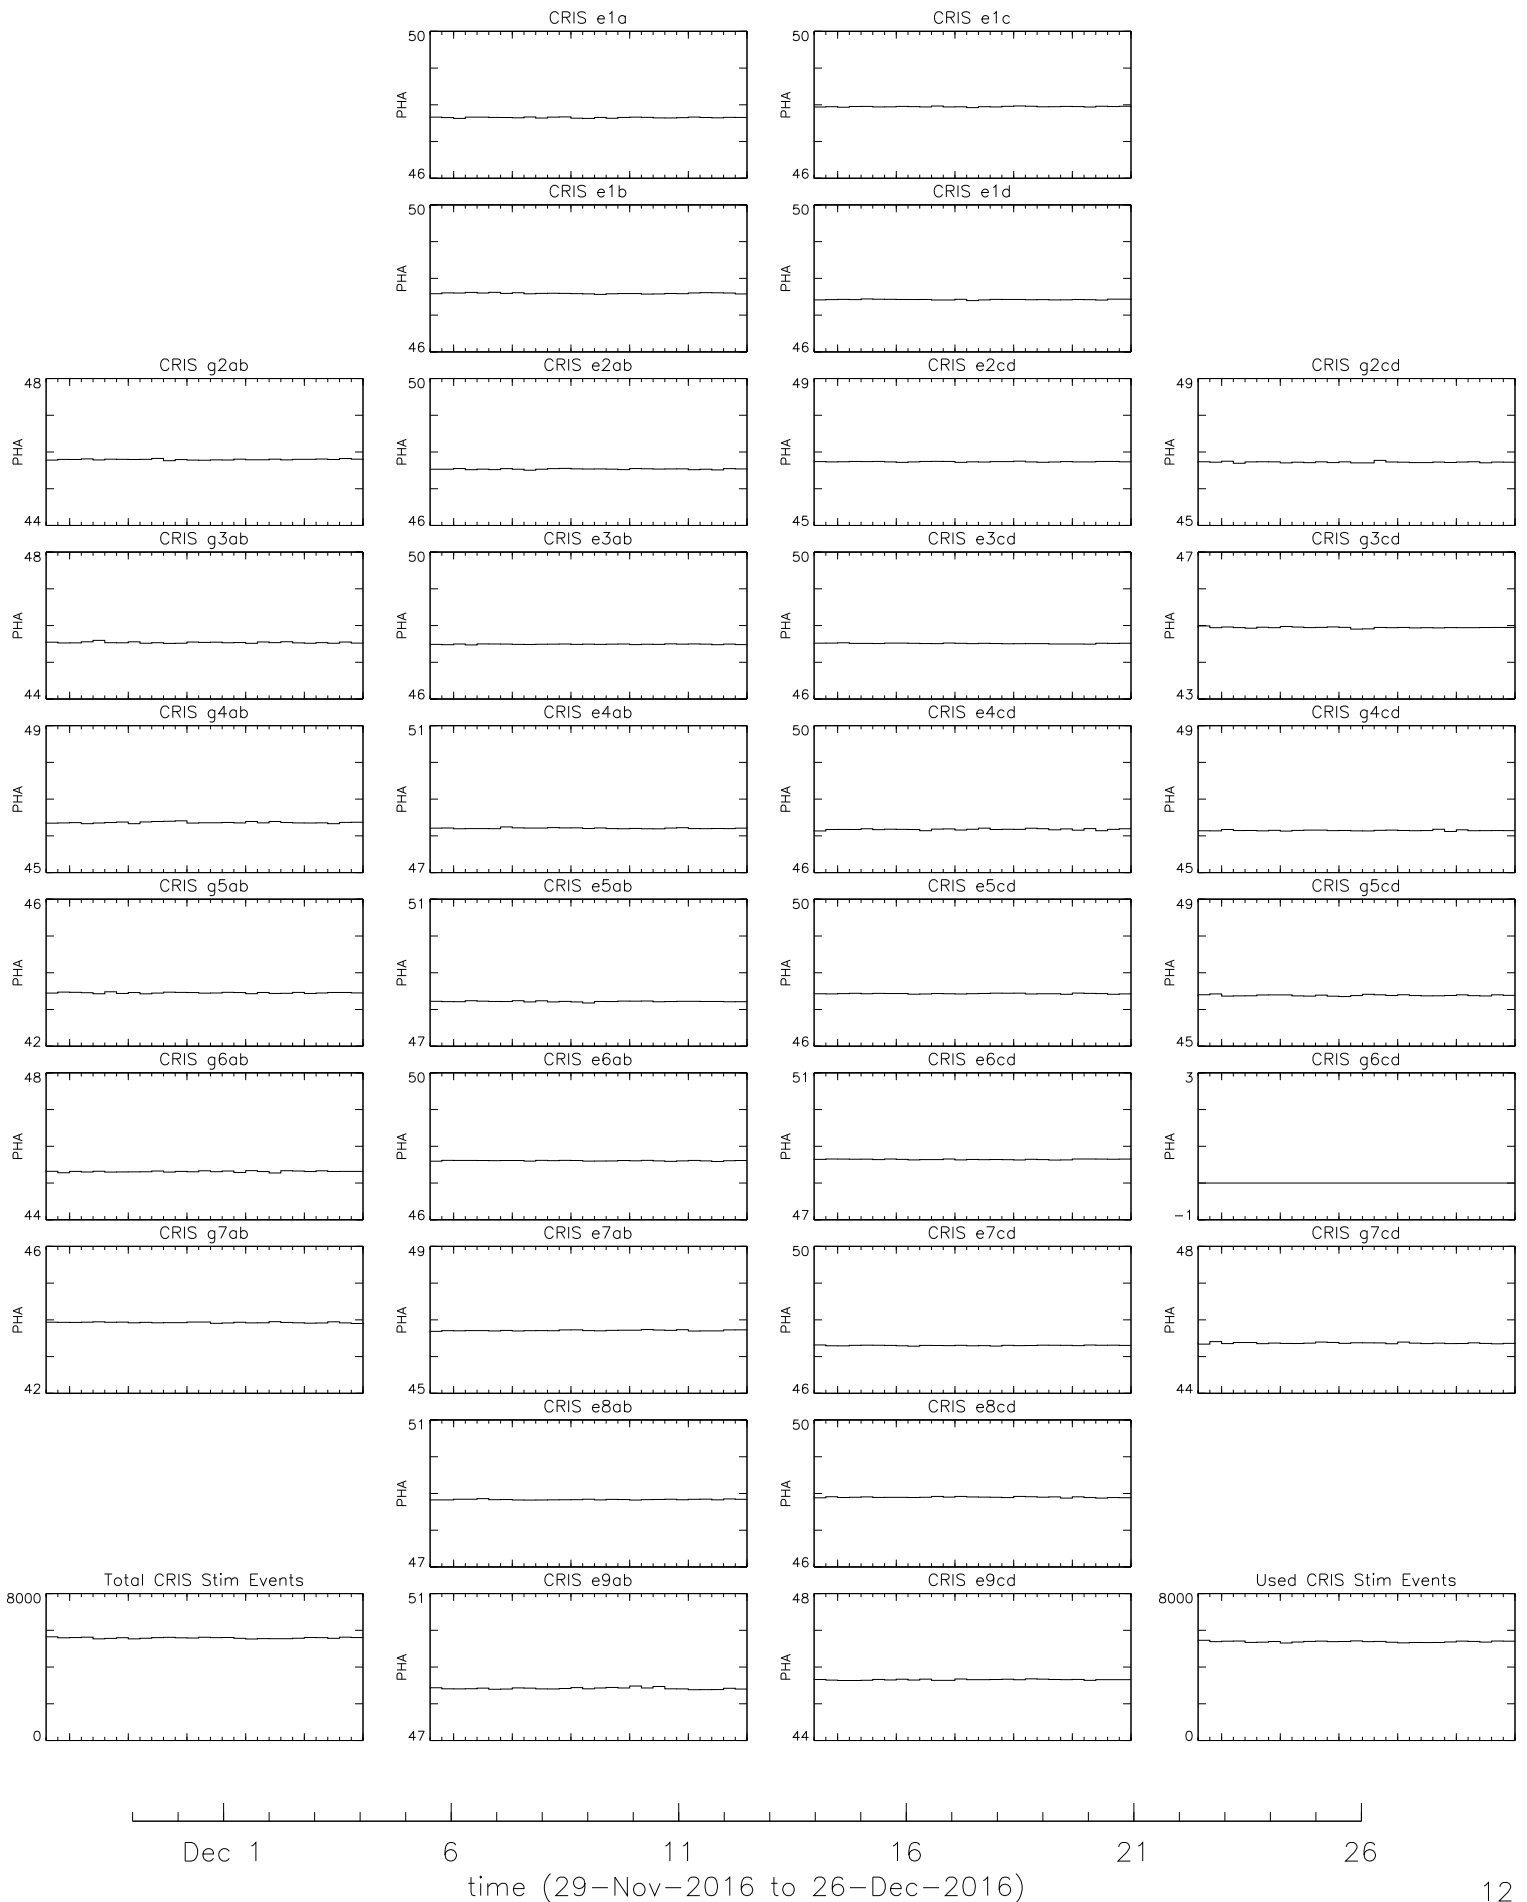 CRIS e1a
CRIS e1c
50
PHA
46
50
PHA
46
CRIS e1b
CRIS e1d
50
PHA
46
50
PHA
46
CRIS g2ab
CRIS e2ab
CRIS e2cd
CRIS g2cd
48
PHA
44
50
PHA
46
49
PHA
45
49
PHA
45
CRIS g3ab
CRIS e3ab
CRIS e3cd
CRIS g3cd
48
PHA
44
50
PHA
46
50
PHA
46
47
PHA
43
CRIS g4ab
CRIS e4ab
CRIS e4cd
CRIS g4cd
49
PHA
45
51
PHA
47
50
PHA
46
49
PHA
45
CRIS g5ab
CRIS e5ab
CRIS e5cd
CRIS g5cd
46
PHA
42
51
PHA
47
50
PHA
46
49
PHA
45
CRIS g6ab
CRIS e6ab
CRIS e6cd
CRIS g6cd
48
PHA
44
50
PHA
46
51
PHA
47
3
PHA
−1
CRIS g7ab
CRIS e7ab
CRIS e7cd
CRIS g7cd
46
PHA
42
49
PHA
45
50
PHA
46
48
PHA
44
CRIS e8ab
CRIS e8cd
51
PHA
47
50
PHA
46
Total CRIS Stim Events
CRIS e9ab
CRIS e9cd
Used CRIS Stim Events
8000
0
51
PHA
47
48
PHA
44
8000
0
Dec 1 6 11 16 21 26
time (29−Nov−2016 to 26−Dec−2016)
12